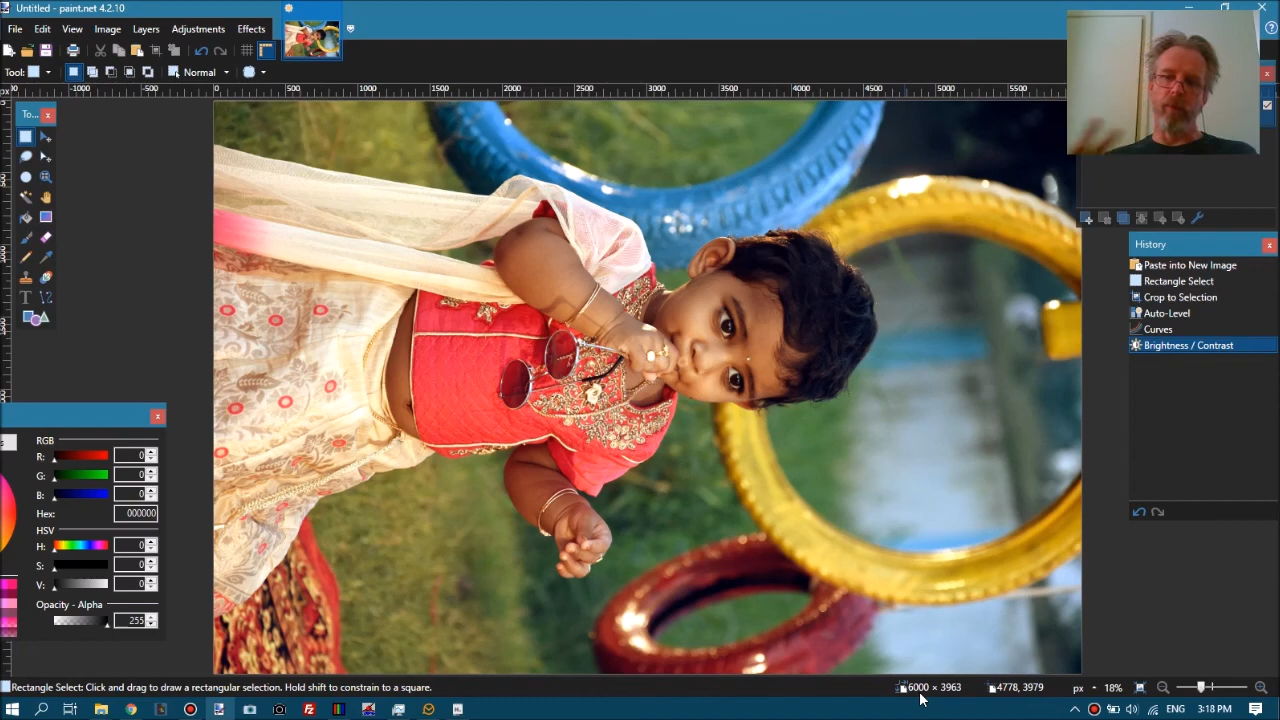 Untitled - paint.net 4.2.10
File Edit View Image Layers Adjustments Effects
Tool: Normal
px -1000 -500 0 500 1000 1500 2000 2500 3000 3500 4000 4500 5000 5500
To...
History
Paste into New Image
Rectangle Select
Crop to Selection
Auto-Level
Curves
Brightness / Contrast
RGB
R: 0
G: 0
B: 0
Hex: 000000
HSV
H: 0
S: 0
V: 0
Opacity - Alpha
255
Rectangle Select: Click and drag to draw a rectangular selection. Hold shift to constrain to a square. 6000 × 3963 4778, 3979 px 18%
ENG 3:18 PM